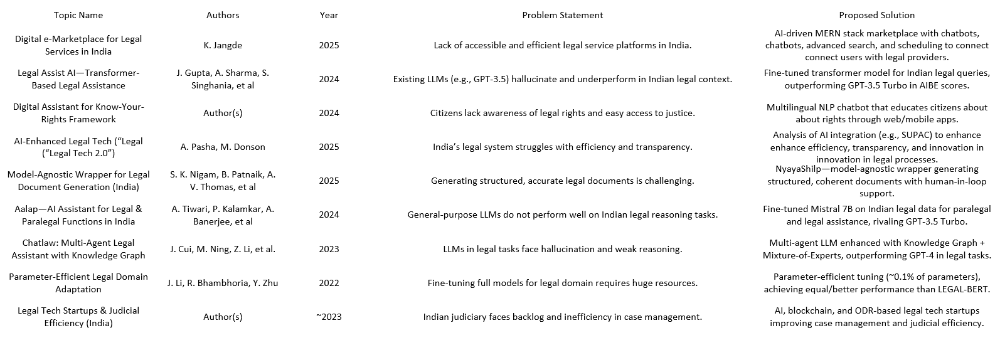 Topic Name Authors Year Problem Statement Proposed Solution
Digital e-Marketplace for Legal
Services in India
K. Jangde
2025
Lack of accessible and efficient legal service platforms in India.
AI-driven MERN stack marketplace with chatbots,
chatbots, advanced search, and scheduling to connect
connect users with legal providers.
Legal Assist AI—Transformer-
Based Legal Assistance
J. Gupta, A. Sharma, S.
Singhania, et al
2024
Existing LLMs (e.g., GPT-3.5) hallucinate and underperform in Indian legal context.
Fine-tuned transformer model for Indian legal queries,
outperforming GPT-3.5 Turbo in AIBE scores.
Digital Assistant for Know-Your-
Rights Framework
Author(s)
2024
Citizens lack awareness of legal rights and easy access to justice.
Multilingual NLP chatbot that educates citizens about
about rights through web/mobile apps.
AI-Enhanced Legal Tech (“Legal
(“Legal Tech 2.0”)
A. Pasha, M. Donson
2025
India’s legal system struggles with efficiency and transparency.
Analysis of AI integration (e.g., SUPAC) to enhance
enhance efficiency, transparency, and innovation in
innovation in legal processes.
Model-Agnostic Wrapper for Legal
Document Generation (India)
S. K. Nigam, B. Patnaik, A.
V. Thomas, et al
2025
Generating structured, accurate legal documents is challenging.
NyayaShilp—model-agnostic wrapper generating
structured, coherent documents with human-in-loop
support.
Aalap—AI Assistant for Legal &
Paralegal Functions in India
A. Tiwari, P. Kalamkar, A.
Banerjee, et al
2024
General-purpose LLMs do not perform well on Indian legal reasoning tasks.
Fine-tuned Mistral 7B on Indian legal data for paralegal
and legal assistance, rivaling GPT-3.5 Turbo.
Chatlaw: Multi-Agent Legal
Assistant with Knowledge Graph
J. Cui, M. Ning, Z. Li, et al.
2023
LLMs in legal tasks face hallucination and weak reasoning.
Multi-agent LLM enhanced with Knowledge Graph +
Mixture-of-Experts, outperforming GPT-4 in legal tasks.
Parameter-Efficient Legal Domain
Adaptation
J. Li, R. Bhambhoria, Y. Zhu
2022
Fine-tuning full models for legal domain requires huge resources.
Parameter-efficient tuning (~0.1% of parameters),
achieving equal/better performance than LEGAL-BERT.
Legal Tech Startups & Judicial
Efficiency (India)
Author(s)
~2023
Indian judiciary faces backlog and inefficiency in case management.
AI, blockchain, and ODR-based legal tech startups
improving case management and judicial efficiency.